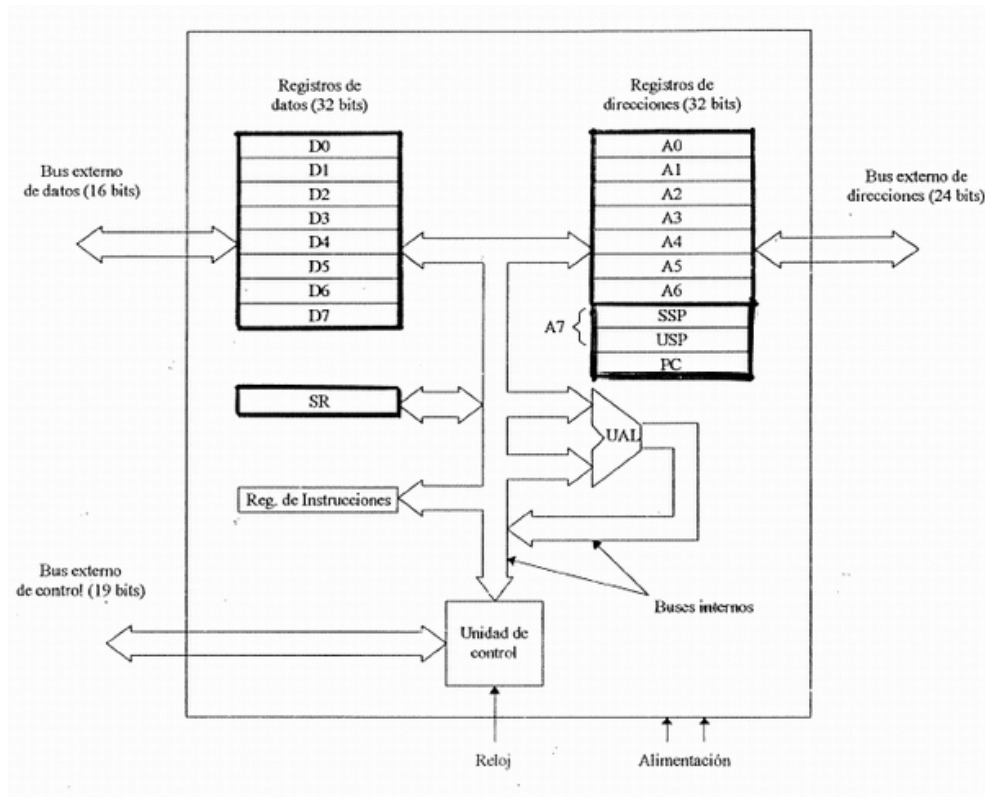 Registros de
datos (32 bits)
Registros de
direcciones (32 bits)
Bus externo
de datos (16 bits)
D0
D1
D2
D3
D4
D5
D6
D7
A0
A1
A2
A3
A4
A5
A6
SSP
USP
PC
A7
Bus externo de
direcciones (24 bits)
SR
UAL
Reg. de Instrucciones
Bus externo
de control (19 bits)
Buses internos
Unidad de
control
Reloj
Alimentación